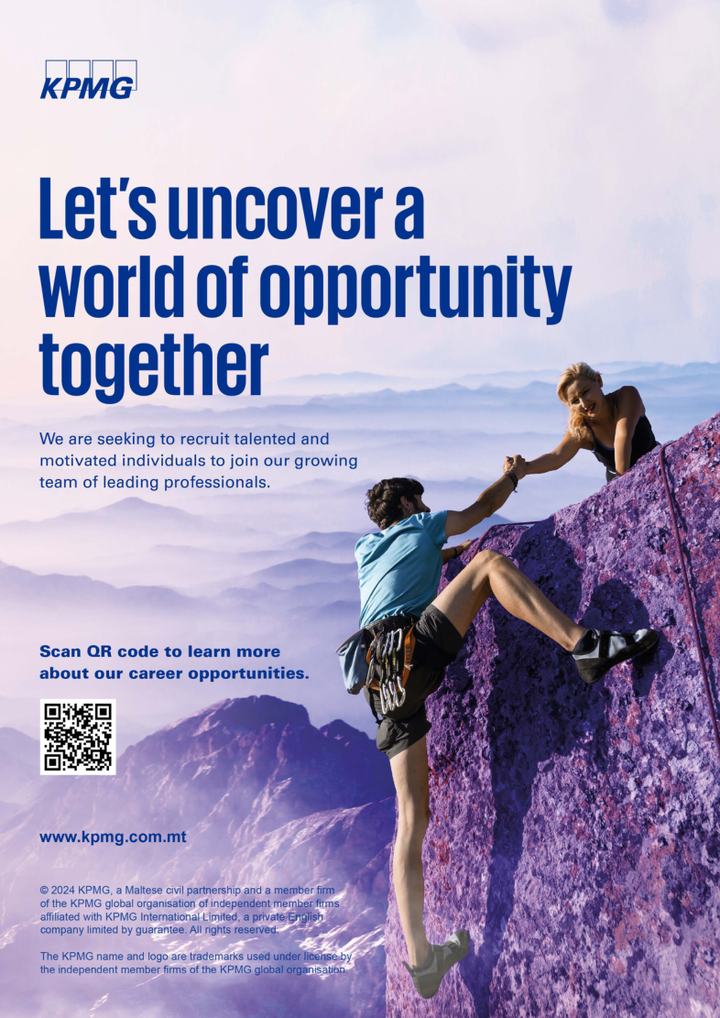 KPMG
Let's uncover a
world of opportunity
together
We are seeking to recruit talented and
motivated individuals to join our growing
team of leading professionals.
Scan QR code to learn more
about our career opportunities.
www.kpmg.com.mt
© 2024 KPMG, a Maltese civil partnership and a member firm
of the KPMG global organisation of independent member firms
affiliated with KPMG International Limited, a private English
company limited by guarantee. All rights reserved.
The KPMG name and logo are trademarks used under license by
the independent member firms of the KPMG global organisation.